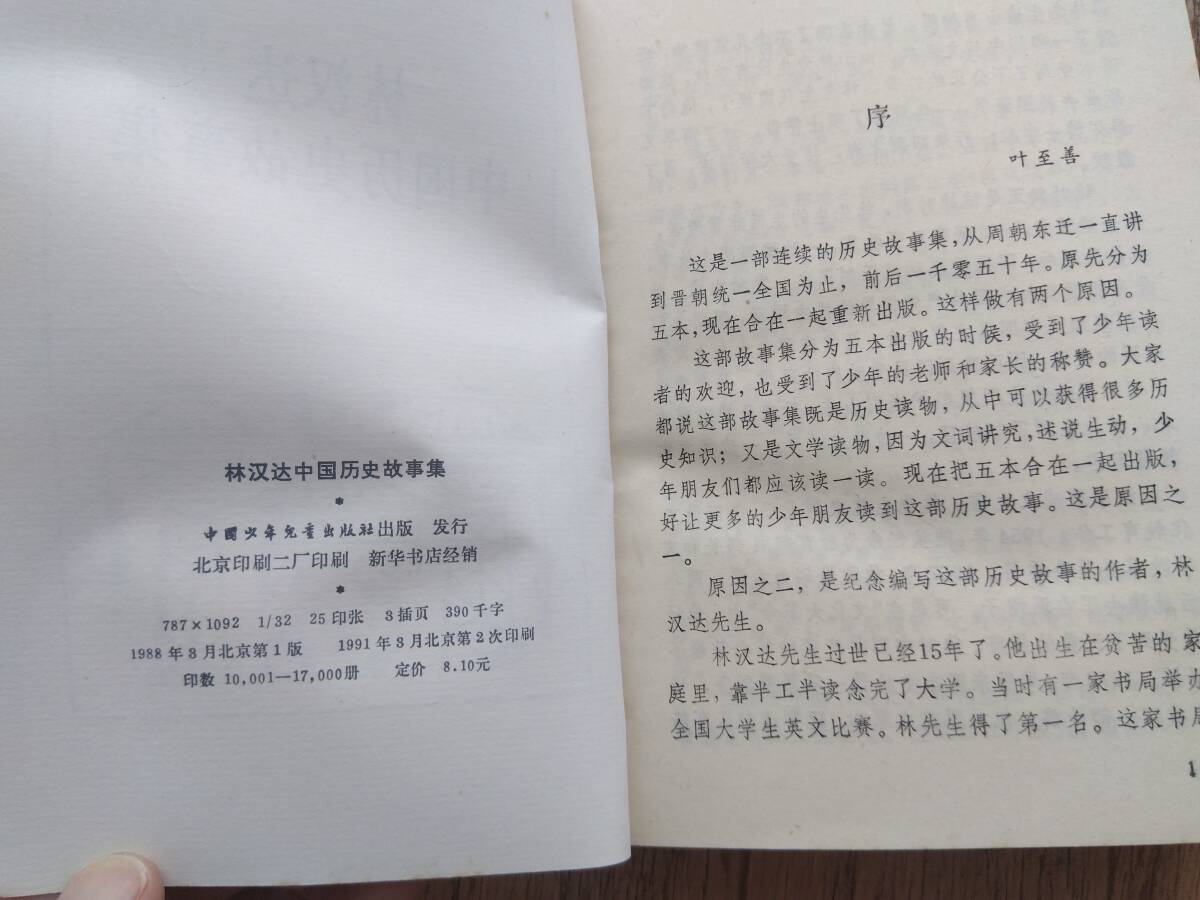 林汉达中国历史故事集
*
中國少年兒童出版社出版 发行
北京印刷二厂印刷 新华书店经销
*
787×1092 1/32 25印张 3插页 390千字
1988年3月北京第1版 1991年3月北京第2次印刷
印数 10,001—17,000册 定价 8.10元
序
叶至善
这是一部连续的历史故事集,从周朝东迁一直讲
到晋朝统一全国为止，前后一千零五十年。原先分为
五本,现在合在一起重新出版。这样做有两个原因。
这部故事集分为五本出版的时候，受到了少年读
者的欢迎，也受到了少年的老师和家长的称赞。大家
都说这部故事集既是历史读物，从中可以获得很多历
史知识；又是文学读物，因为文词讲究，述说生动，少
年朋友们都应该读一读。现在把五本合在一起出版，
好让更多的少年朋友读到这部历史故事。这是原因之
一。
原因之二，是纪念编写这部历史故事的作者，林
汉达先生。
林汉达先生过世已经15年了。他出生在贫苦的家
庭里，靠半工半读念完了大学。当时有一家书局举办
全国大学生英文比赛。林先生得了第一名。这家书局
1